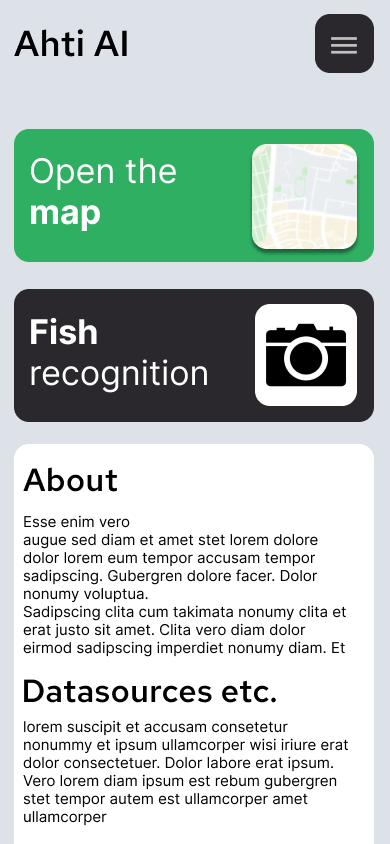 Ahti AI
Open the
map
Fish
recognition
About
Esse enim vero
augue sed diam et amet stet lorem dolore
dolor lorem eum tempor accusam tempor
sadipscing. Gubergren dolore facer. Dolor
nonumy voluptua.
Sadipscing clita cum takimata nonumy clita et
erat justo sit amet. Clita vero diam dolor
eirmod sadipscing imperdiet nonumy diam. Et
Datasources etc.
lorem suscipit et accusam consetetur
nonummy et ipsum ullamcorper wisi iriure erat
dolor consectetuer. Dolor labore erat ipsum.
Vero lorem diam ipsum est rebum gubergren
stet tempor autem est ullamcorper amet
ullamcorper